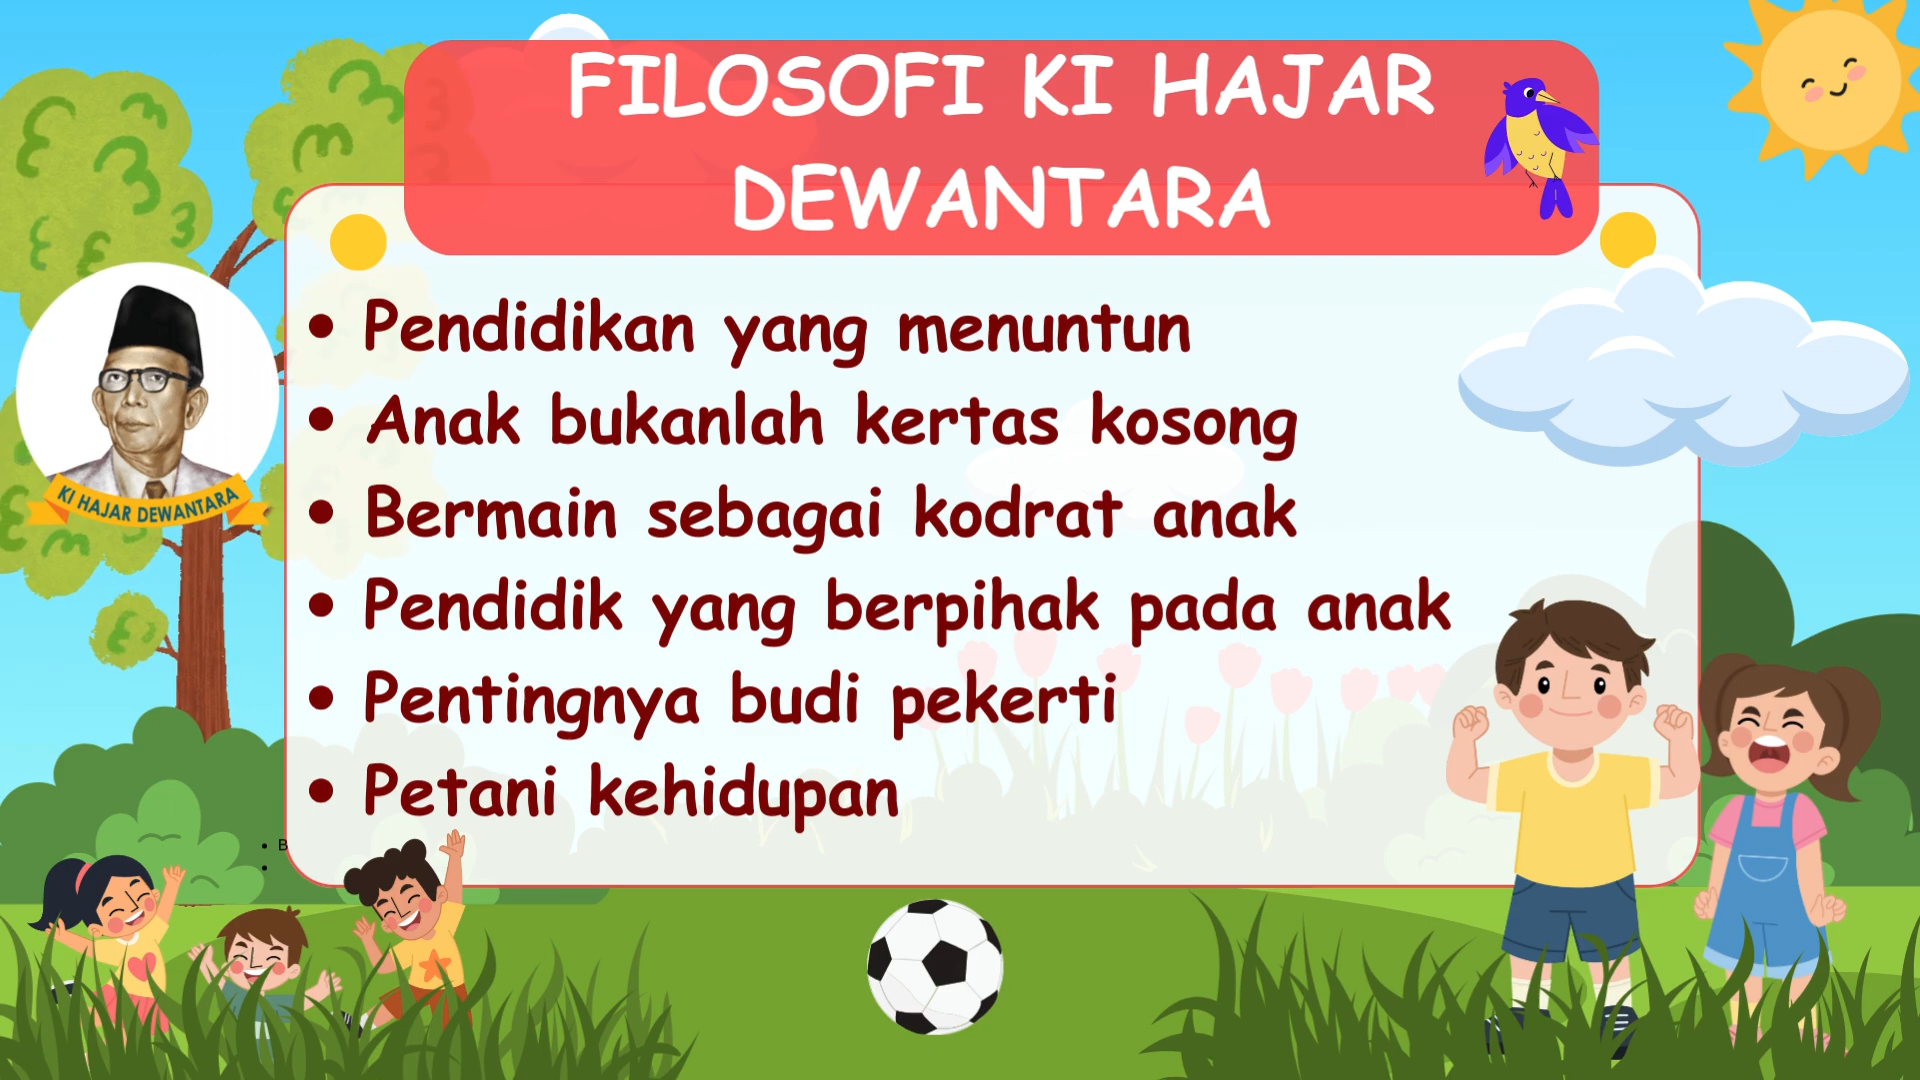 FILOSOFI KI HAJAR
DEWANTARA
KI HAJAR DEWANTARA
• Pendidikan yang menuntun
• Anak bukanlah kertas kosong
• Bermain sebagai kodrat anak
• Pendidik yang berpihak pada anak
• Pentingnya budi pekerti
• Petani kehidupan
• B